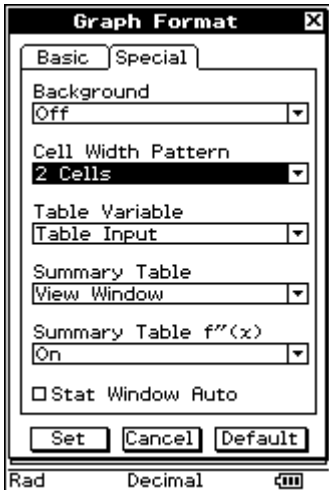 Graph Format
Basic Special
Background
Off
Cell Width Pattern
2 Cells
Table Variable
Table Input
Summary Table
View Window
Summary Table f″(x)
On
Stat Window Auto
Set Cancel Default
Rad Decimal